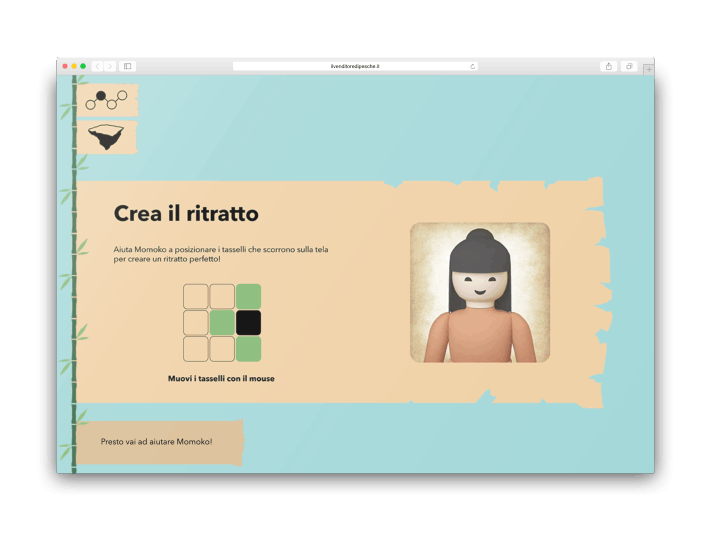 ilvenditoredipesche.it
Crea il ritratto
Aiuta Momoko a posizionare i tasselli che scorrono sulla tela
per creare un ritratto perfetto!
Muovi i tasselli con il mouse
Presto vai ad aiutare Momoko!